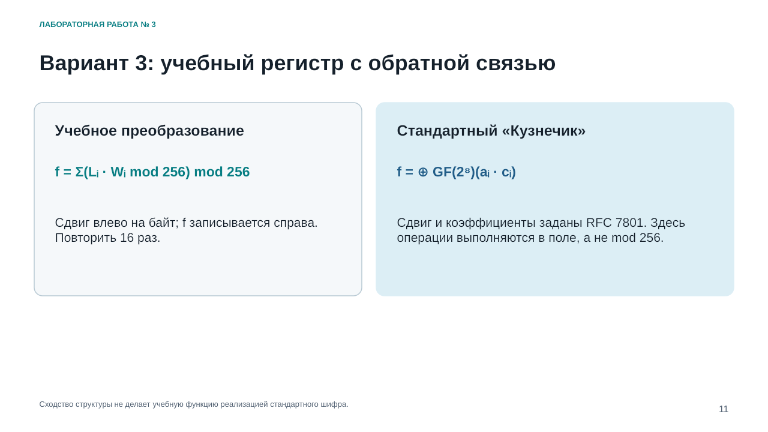 ЛАБОРАТОРНАЯ РАБОТА № 3
Вариант 3: учебный регистр с обратной связью
Учебное преобразование
f = Σ(Lᵢ · Wᵢ mod 256) mod 256
Сдвиг влево на байт; f записывается справа.
Повторить 16 раз.
Стандартный «Кузнечик»
f = ⊕ GF(2⁸)(aᵢ · cᵢ)
Сдвиг и коэффициенты заданы RFC 7801. Здесь
операции выполняются в поле, а не mod 256.
Сходство структуры не делает учебную функцию реализацией стандартного шифра.
11